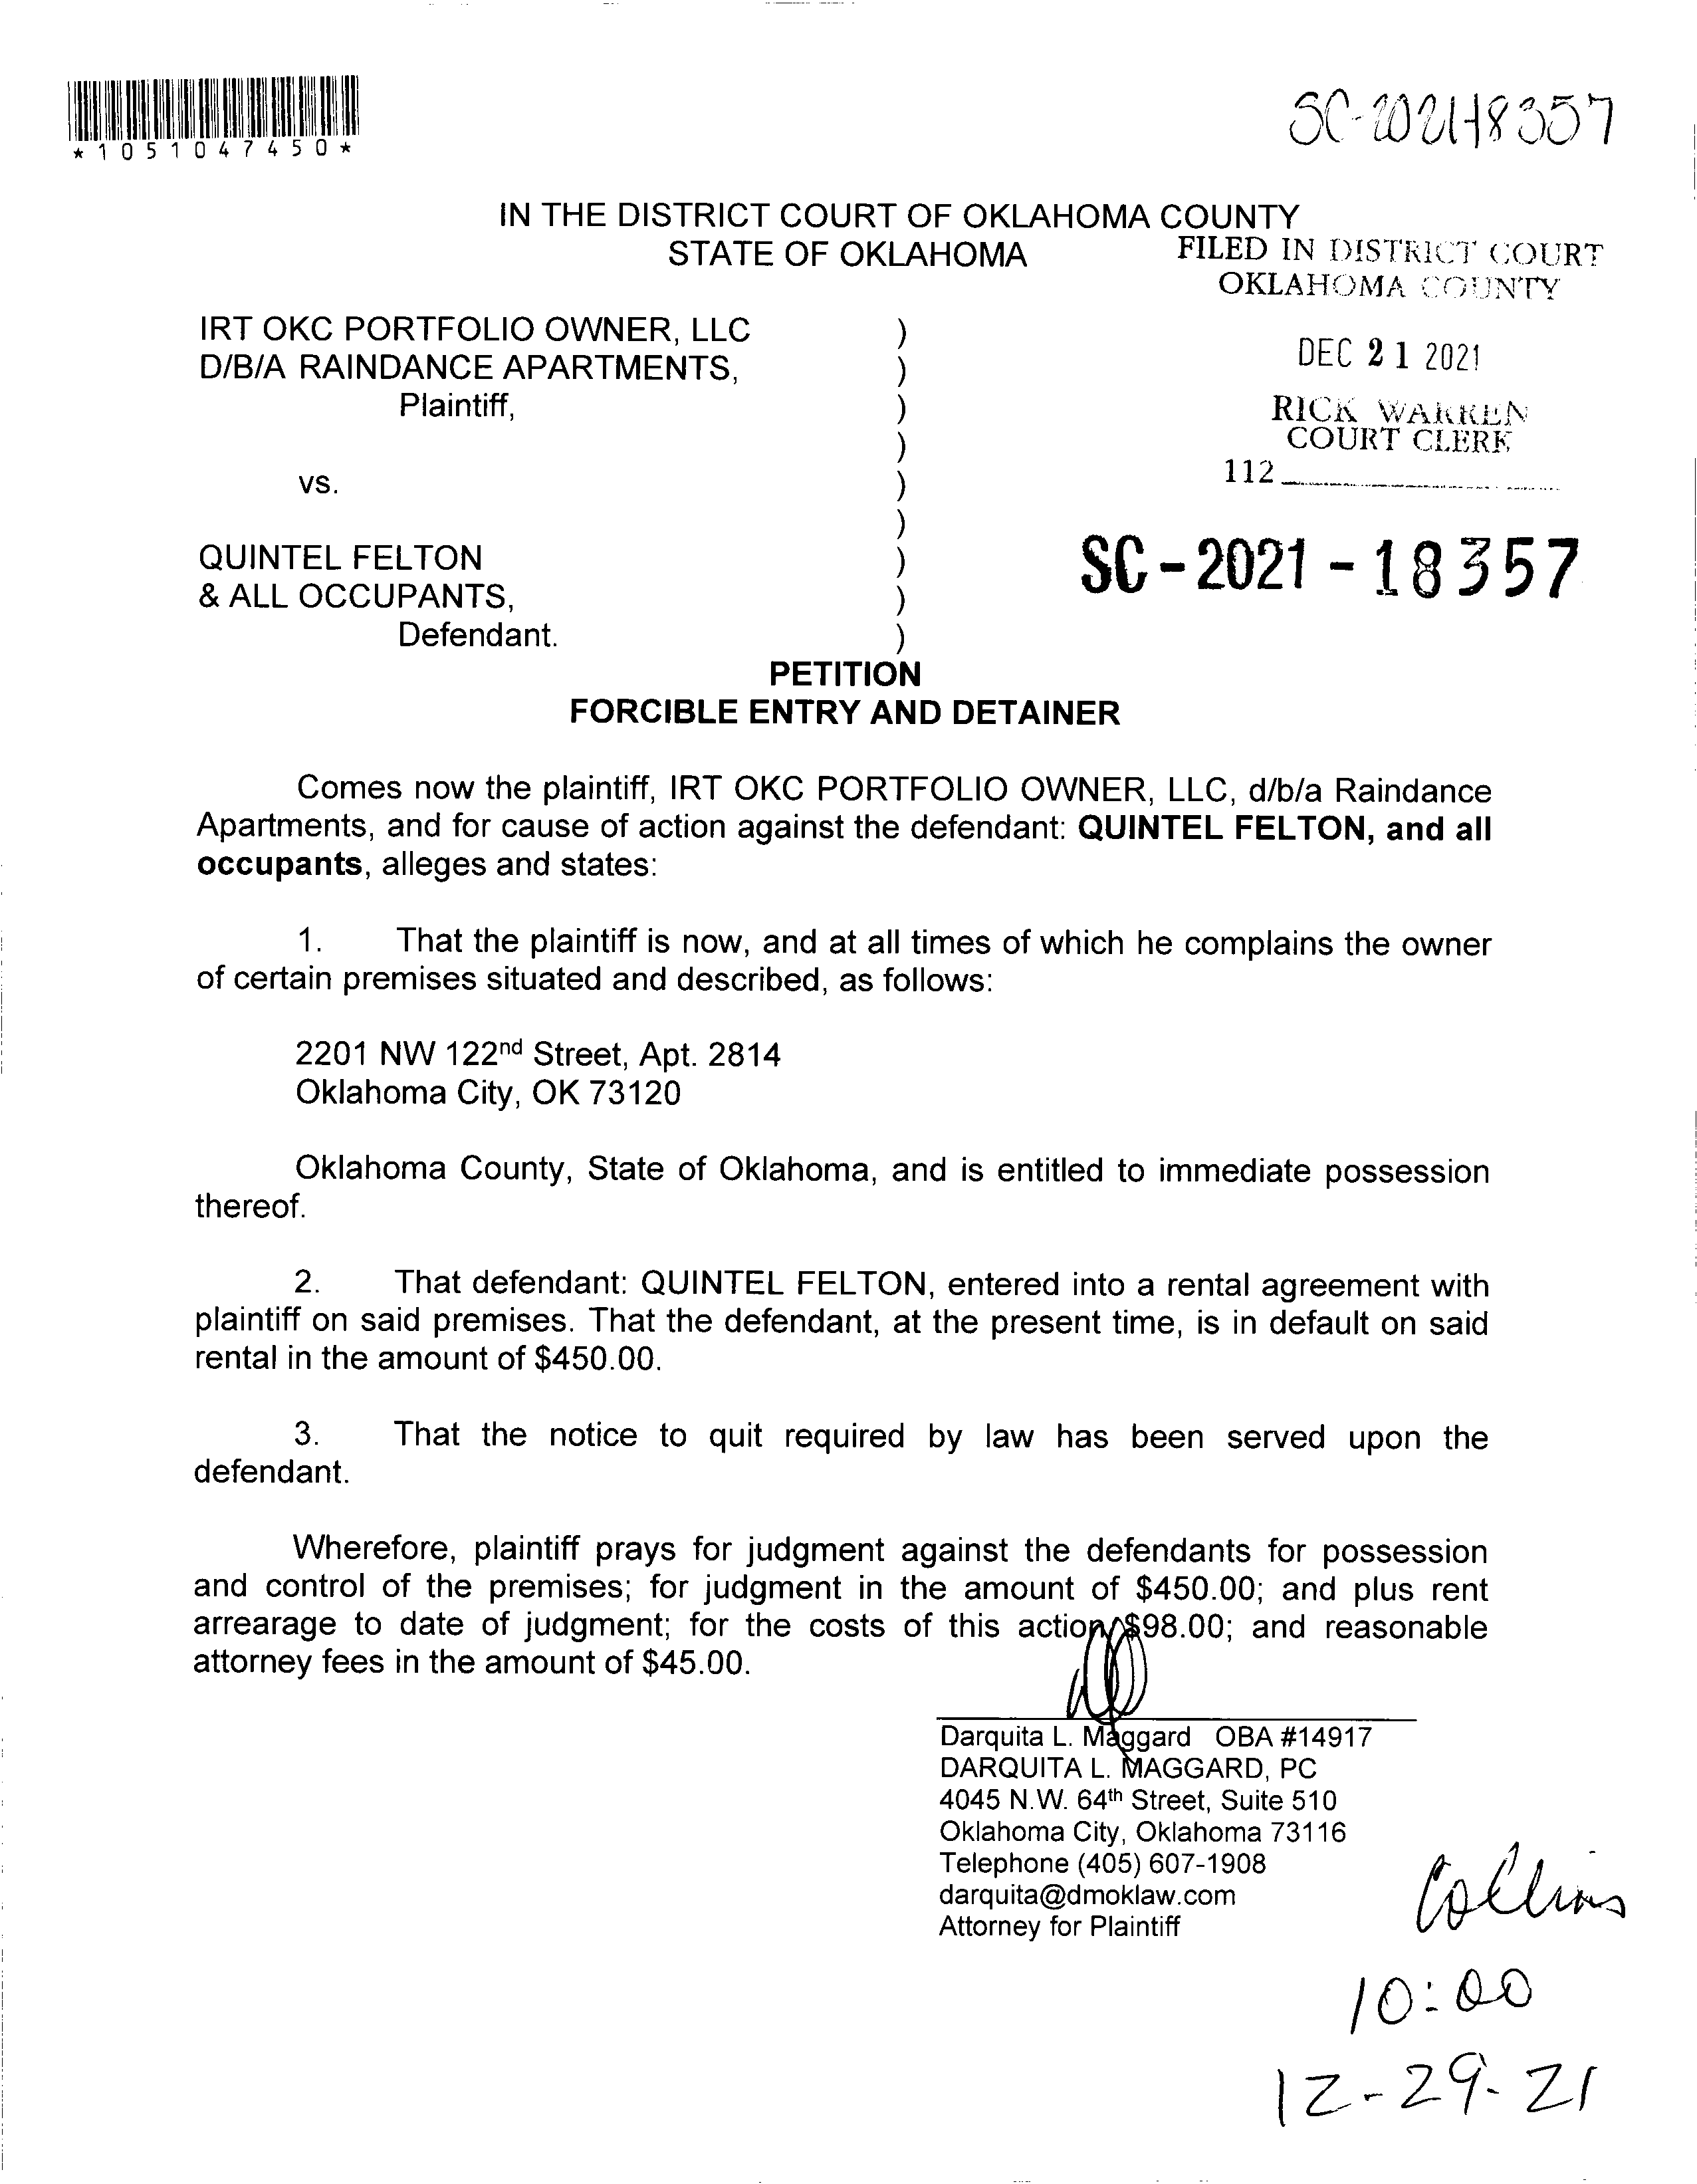 *1051047450*
SC-2021-18357
IN THE DISTRICT COURT OF OKLAHOMA COUNTY
STATE OF OKLAHOMA
FILED IN DISTRICT COURT
OKLAHOMA COUNTY
DEC 21 2021
RICK WARREN
COURT CLERK
112
IRT OKC PORTFOLIO OWNER, LLC )
D/B/A RAINDANCE APARTMENTS, )
Plaintiff, )
)
vs. )
)
QUINTEL FELTON )
& ALL OCCUPANTS, )
Defendant. )
SC-2021-18357
PETITION
FORCIBLE ENTRY AND DETAINER
Comes now the plaintiff, IRT OKC PORTFOLIO OWNER, LLC, d/b/a Raindance
Apartments, and for cause of action against the defendant: QUINTEL FELTON, and all
occupants, alleges and states:
1. That the plaintiff is now, and at all times of which he complains the owner
of certain premises situated and described, as follows:
2201 NW 122nd Street, Apt. 2814
Oklahoma City, OK 73120
Oklahoma County, State of Oklahoma, and is entitled to immediate possession
thereof.
2. That defendant: QUINTEL FELTON, entered into a rental agreement with
plaintiff on said premises. That the defendant, at the present time, is in default on said
rental in the amount of $450.00.
3. That the notice to quit required by law has been served upon the
defendant.
Wherefore, plaintiff prays for judgment against the defendants for possession
and control of the premises; for judgment in the amount of $450.00; and plus rent
arrearage to date of judgment; for the costs of this action $98.00; and reasonable
attorney fees in the amount of $45.00.
Darquita L. Maggard OBA #14917
DARQUITA L. MAGGARD, PC
4045 N.W. 64th Street, Suite 510
Oklahoma City, Oklahoma 73116
Telephone (405) 607-1908
darquita@dmoklaw.com
Attorney for Plaintiff
Collins
10:00
12-29-21